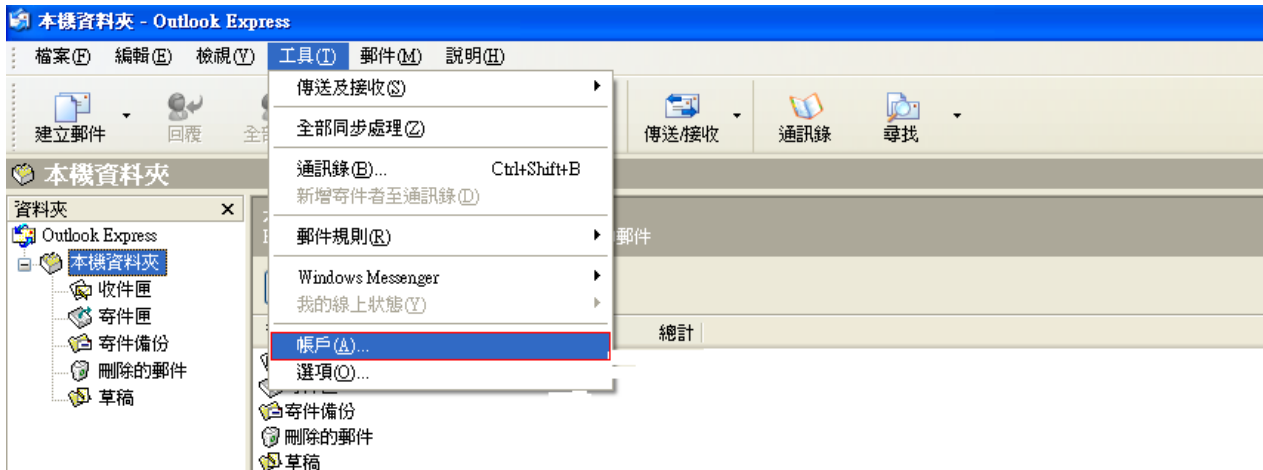 本機資料夾 - Outlook Express
檔案(F) 編輯(E) 檢視(V) 工具(T) 郵件(M) 說明(H)
建立郵件 回覆 全部 傳送/接收 通訊錄 尋找
傳送及接收(S)
全部同步處理(Z)
通訊錄(B)... Ctrl+Shift+B
新增寄件者至通訊錄(D)
郵件規則(R)
Windows Messenger
我的線上狀態(Y)
帳戶(A)...
選項(O)...
本機資料夾
資料夾 x
Outlook Express
本機資料夾
收件匣
寄件匣
寄件備份
刪除的郵件
草稿
郵件
總計
寄件備份
刪除的郵件
草稿